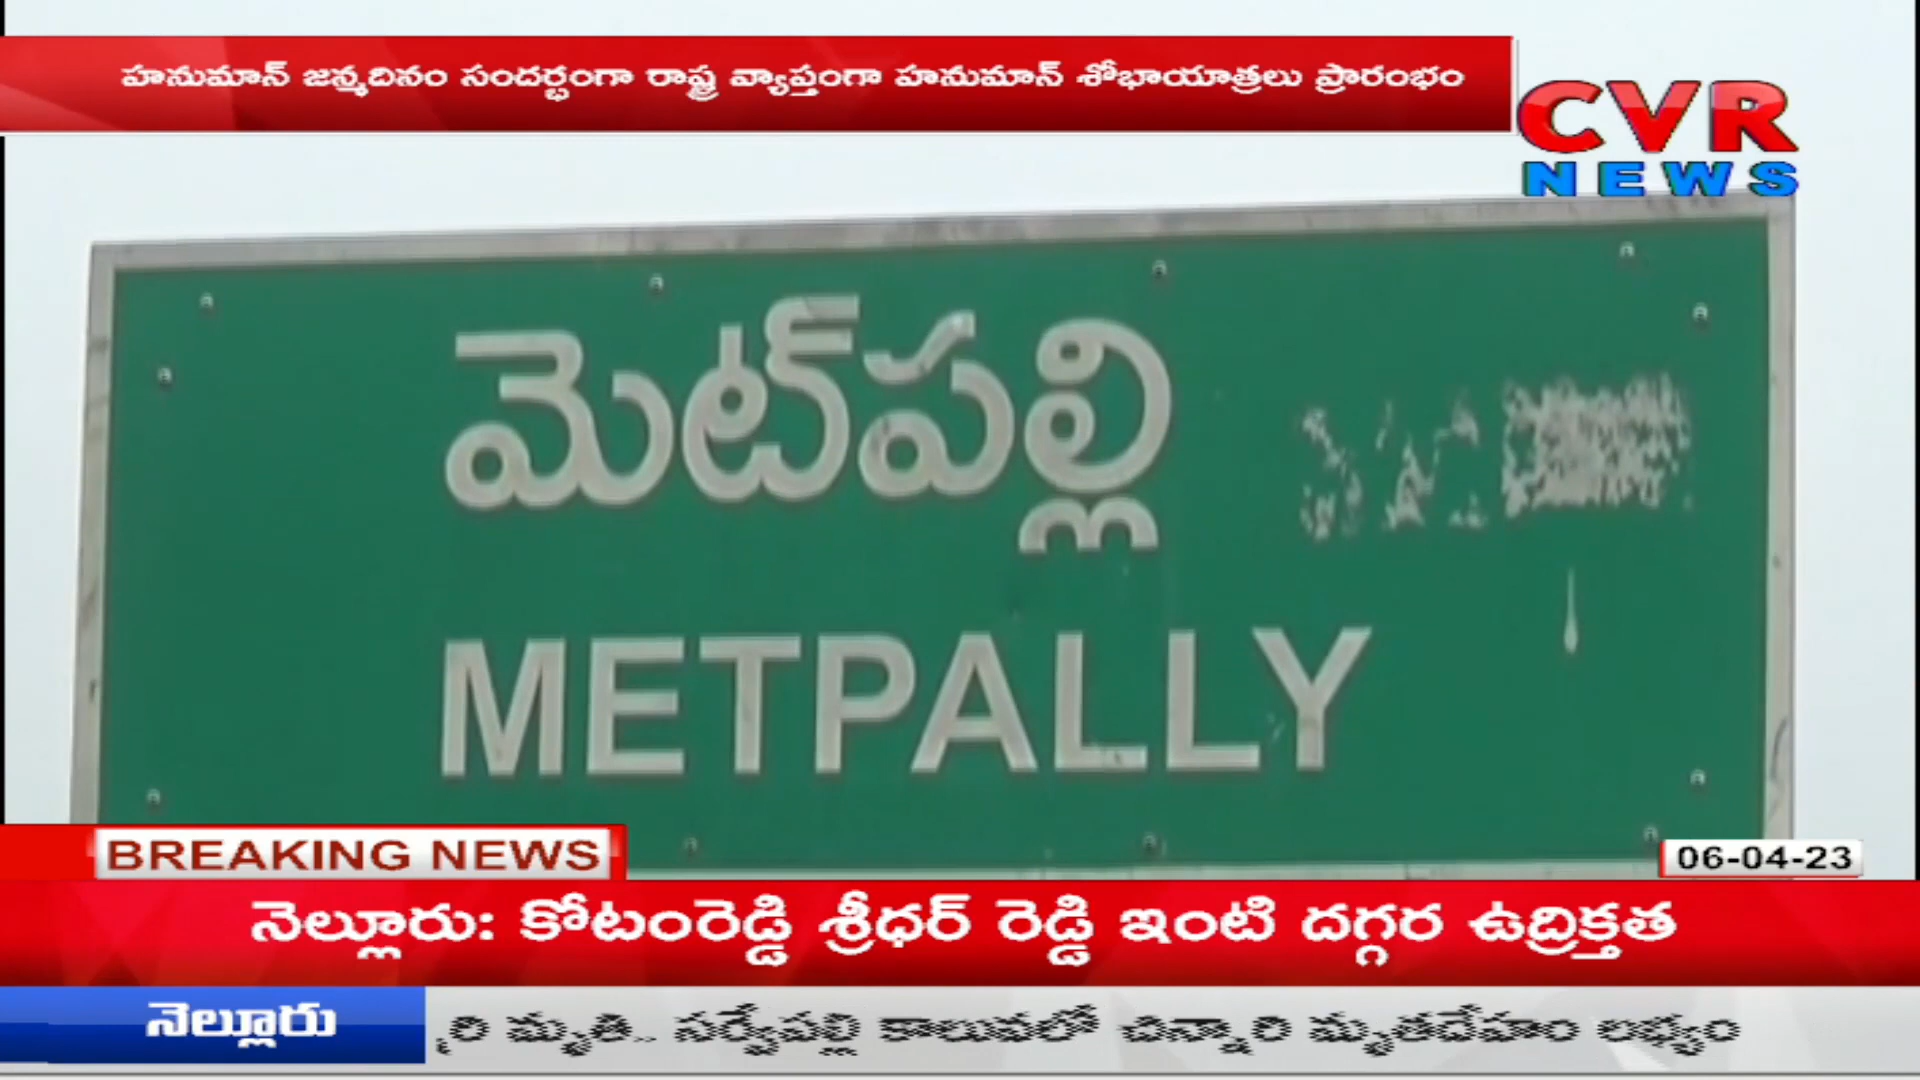 హనుమాన్ జన్మదినం సందర్భంగా రాష్ట్ర వ్యాప్తంగా హనుమాన్ శోభాయాత్రలు ప్రారంభం
CVR
NEWS
మెట్‌పల్లి
METPALLY
BREAKING NEWS
06-04-23
నెల్లూరు: కోటంరెడ్డి శ్రీధర్ రెడ్డి ఇంటి దగ్గర ఉద్రిక్తత
నెల్లూరు
మృతి.. సర్వేపల్లి కాలువలో చిన్నారి మృతదేహం లభ్యం